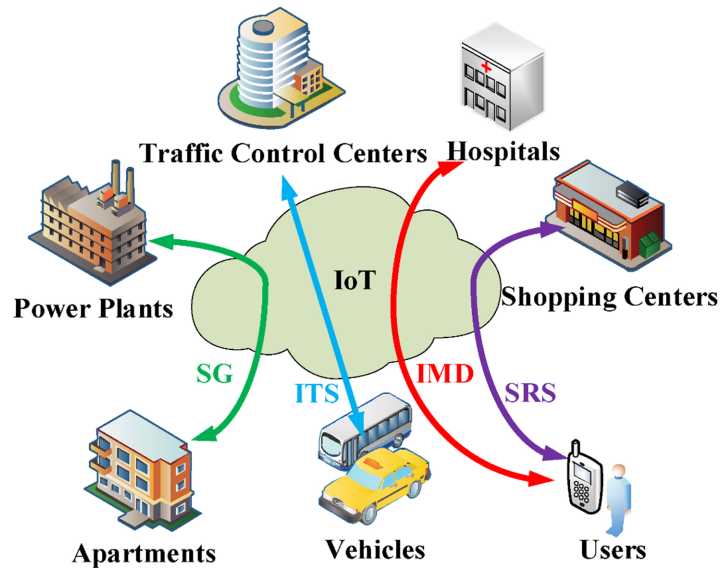 Traffic Control Centers
Hospitals
Power Plants
IoT
Shopping Centers
SG
ITS
IMD
SRS
Apartments
Vehicles
Users